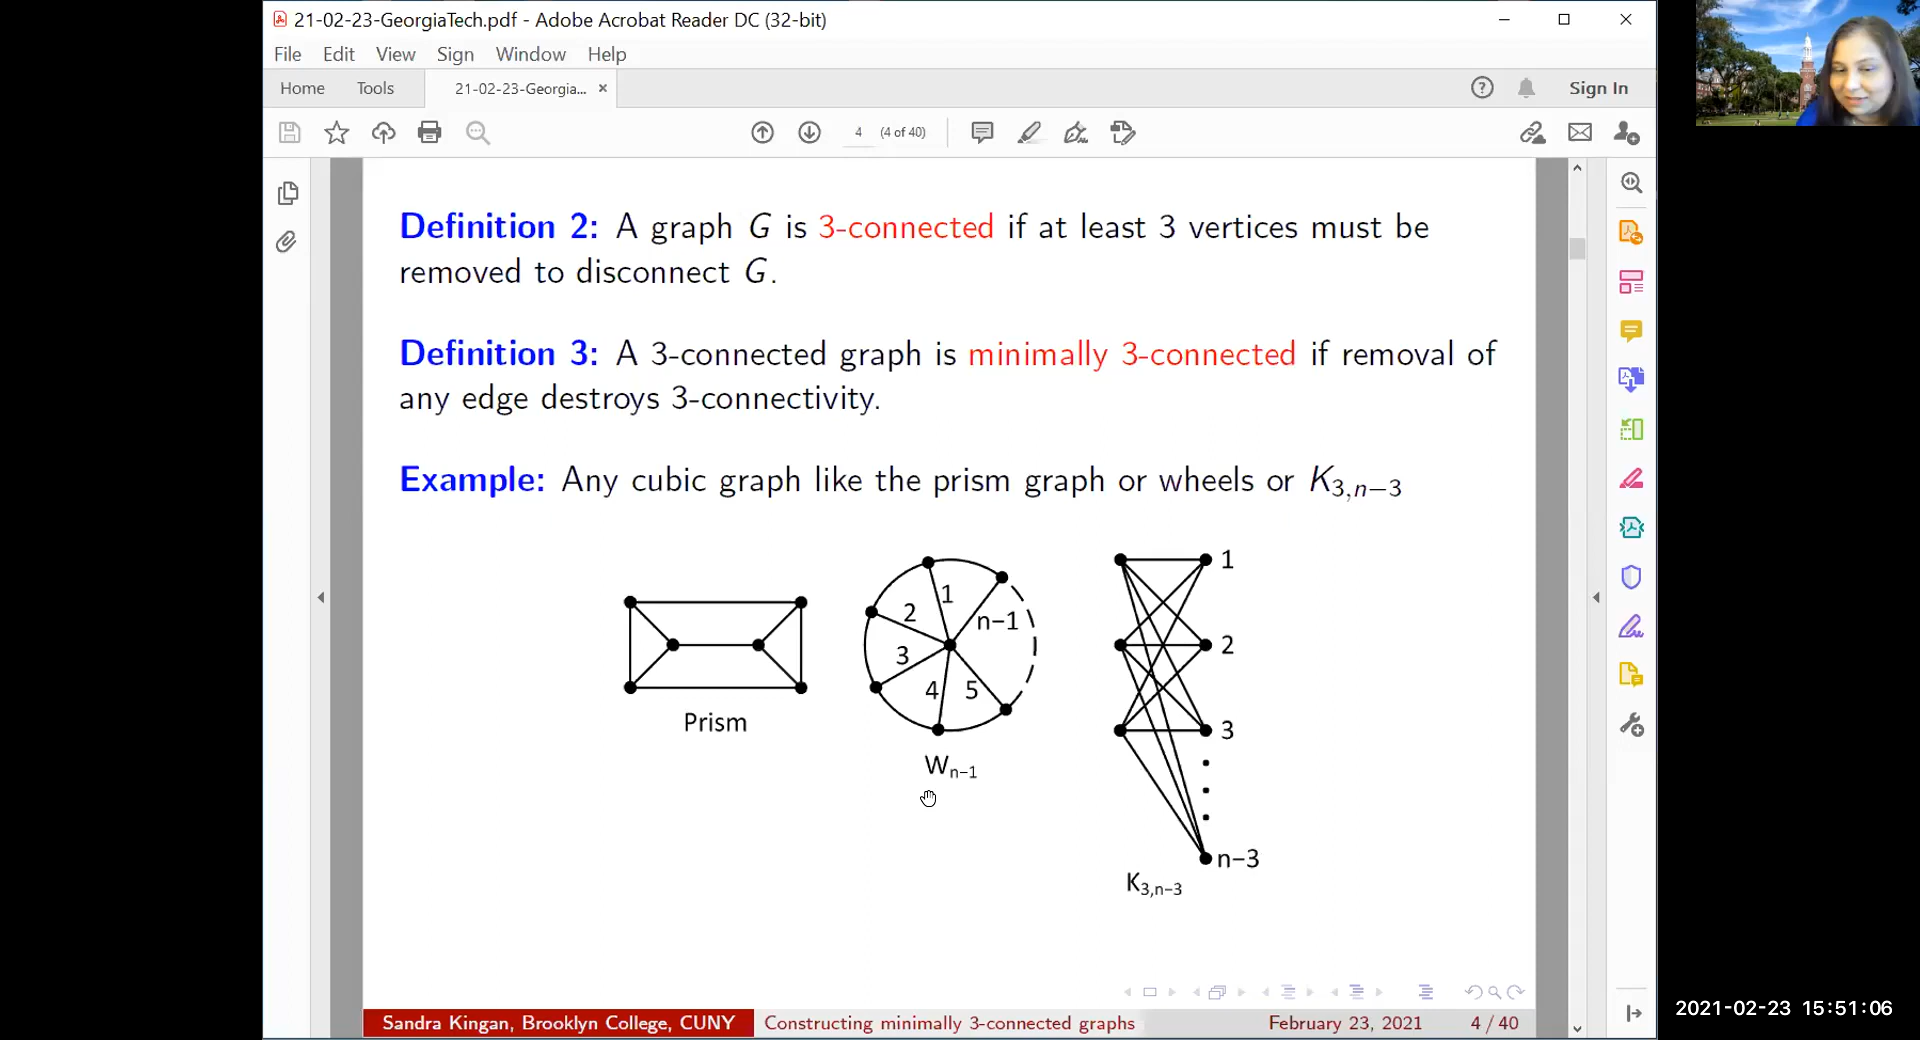 21-02-23-GeorgiaTech.pdf - Adobe Acrobat Reader DC (32-bit)
File Edit View Sign Window Help
Home Tools 21-02-23-Georgia... × Sign In
4 (4 of 40)
Definition 2: A graph G is 3-connected if at least 3 vertices must be
removed to disconnect G.
Definition 3: A 3-connected graph is minimally 3-connected if removal of
any edge destroys 3-connectivity.
Example: Any cubic graph like the prism graph or wheels or K3,n−3
Prism
1
2
3
4
5
n−1
Wn−1
1
2
3
n−3
K3,n−3
Sandra Kingan, Brooklyn College, CUNY Constructing minimally 3-connected graphs February 23, 2021 4 / 40
2021-02-23 15:51:06